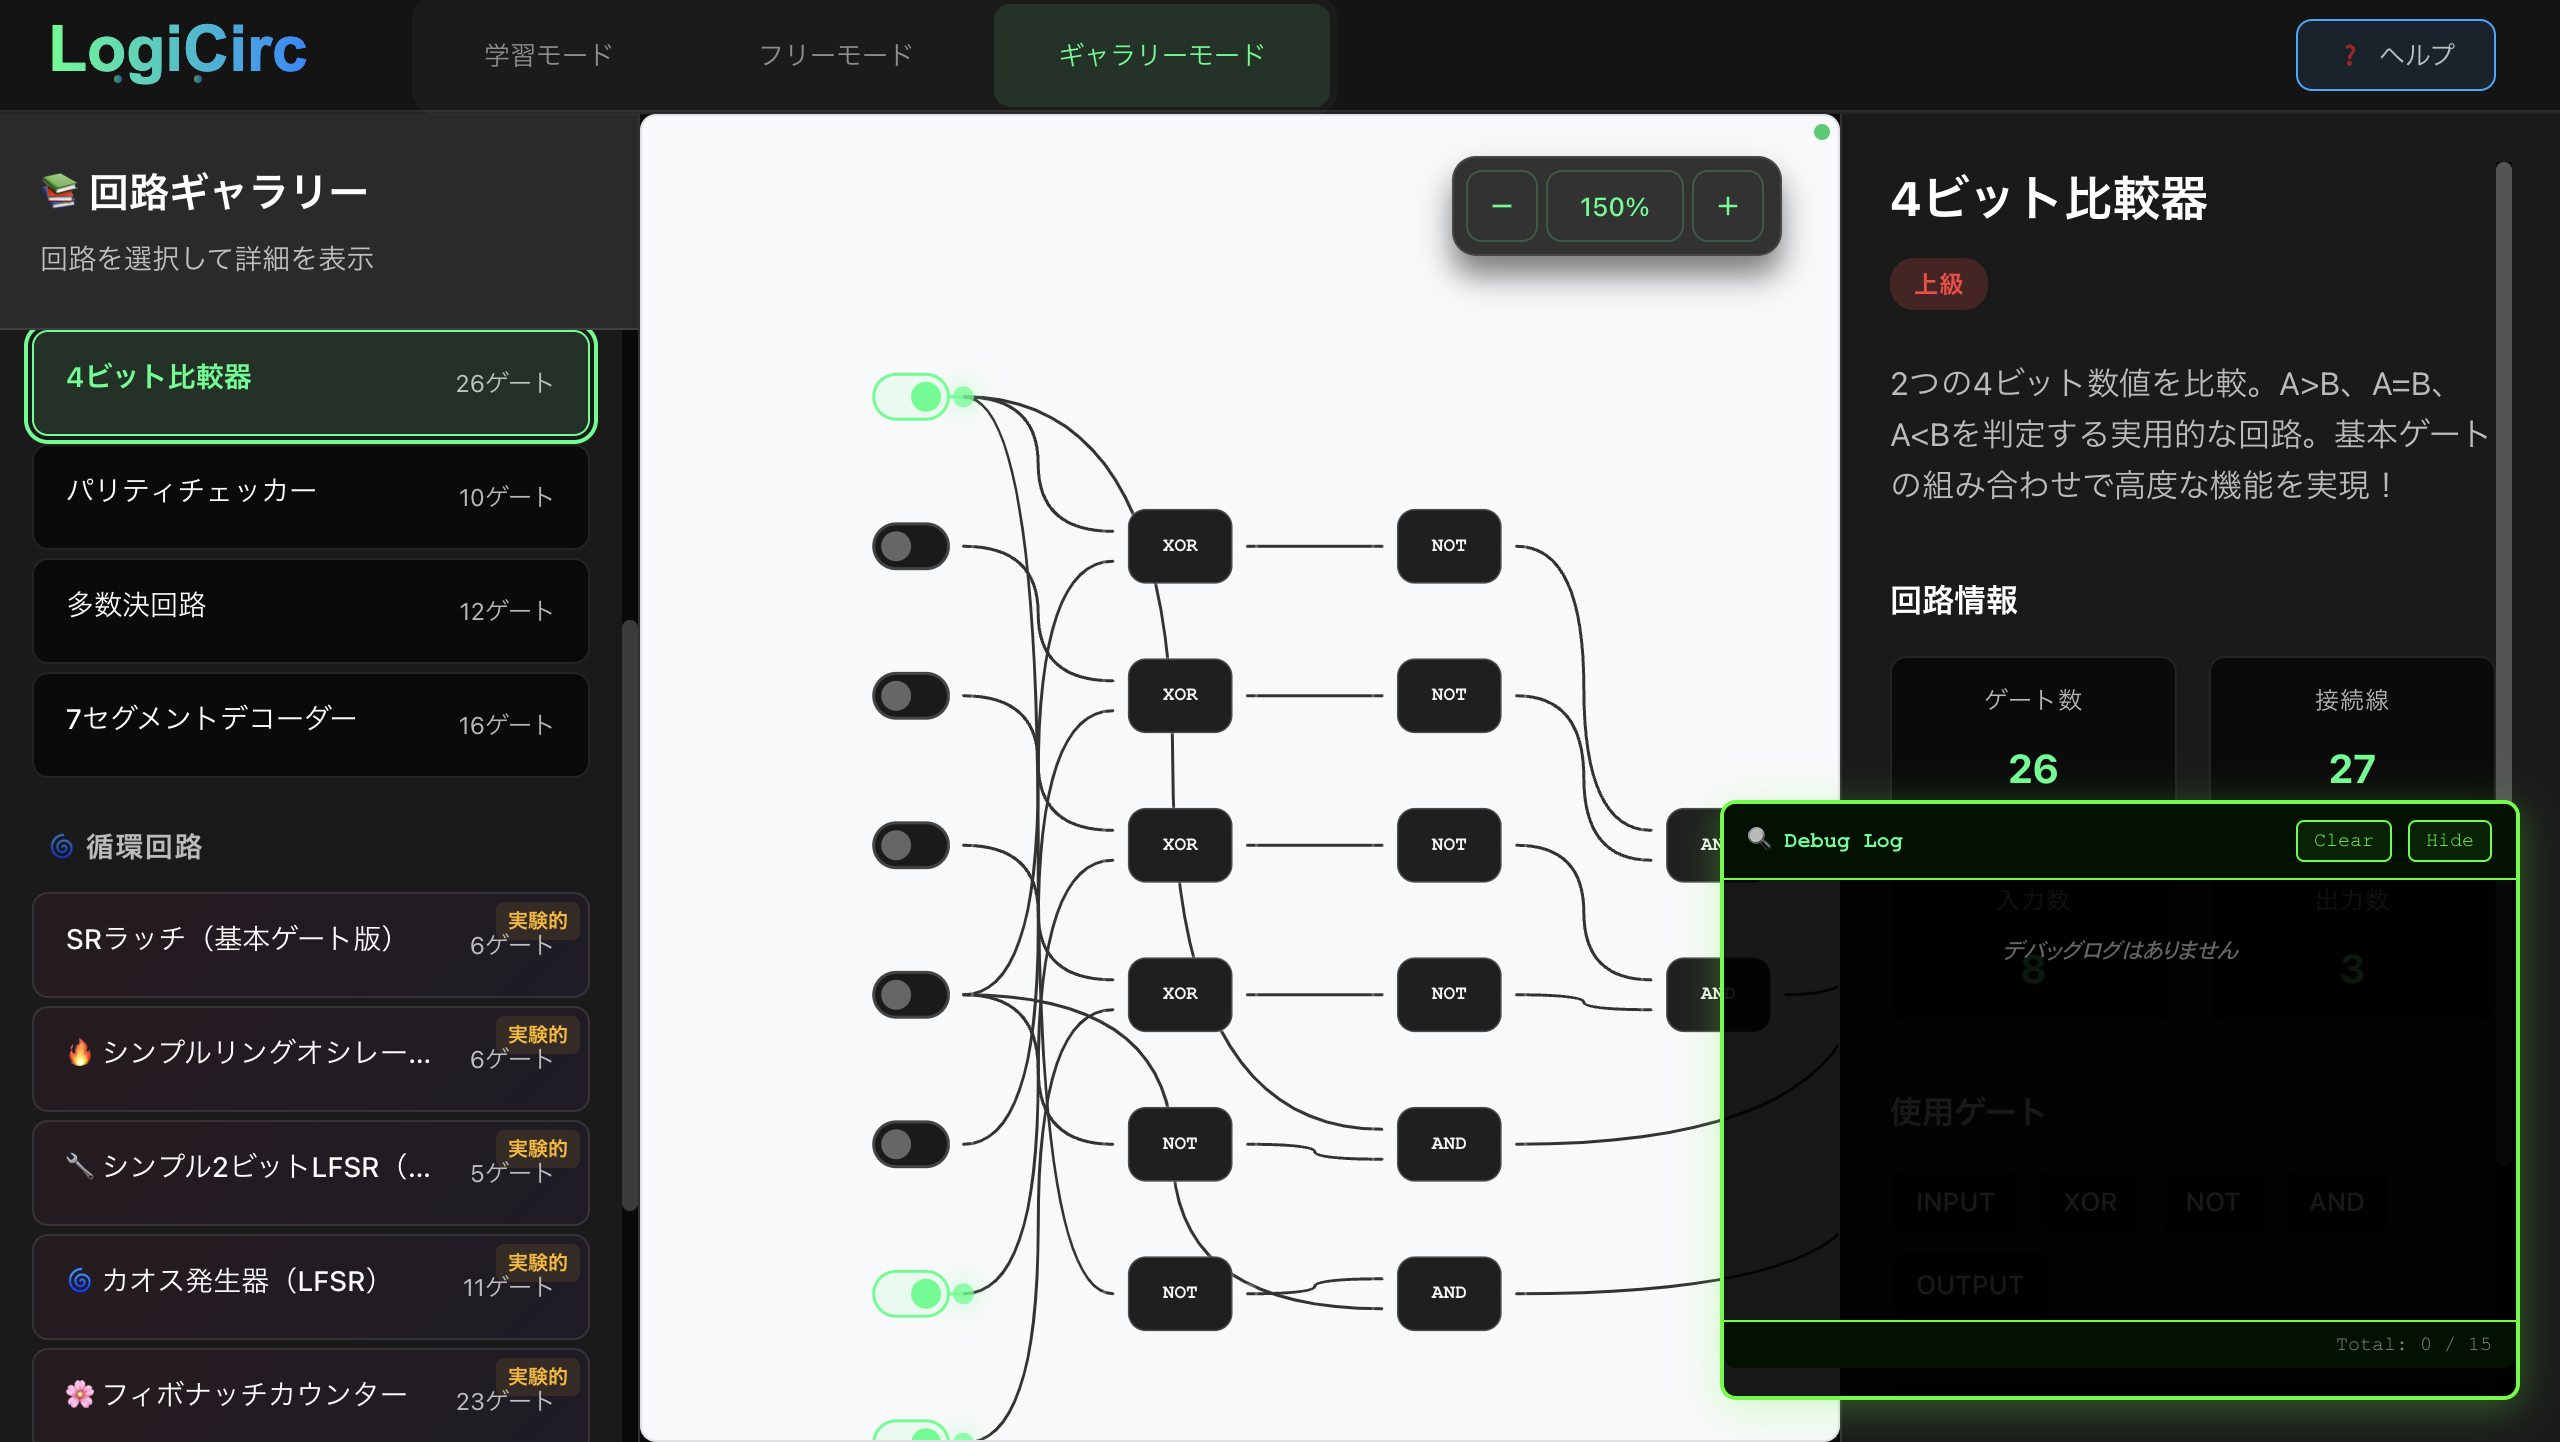 LogiCirc
学習モード
フリーモード
ギャラリーモード
❓ ヘルプ
📚 回路ギャラリー
回路を選択して詳細を表示
4ビット比較器 26ゲート
パリティチェッカー 10ゲート
多数決回路 12ゲート
7セグメントデコーダー 16ゲート
🌀 循環回路
実験的
SRラッチ（基本ゲート版） 6ゲート
実験的
🔥 シンプルリングオシレー... 6ゲート
実験的
🔧 シンプル2ビットLFSR（... 5ゲート
実験的
🌀 カオス発生器（LFSR） 11ゲート
実験的
🌸 フィボナッチカウンター 23ゲート
− 150% +
XOR NOT
XOR NOT
XOR NOT
XOR NOT AND
NOT AND
NOT AND
4ビット比較器
上級
2つの4ビット数値を比較。A>B、A=B、
A<Bを判定する実用的な回路。基本ゲート
の組み合わせで高度な機能を実現！
回路情報
ゲート数 接続線
26 27
🔍 Debug Log Clear Hide
入力数 出力数
デバッグログはありません
8 3
使用ゲート
INPUT XOR NOT AND
OUTPUT
Total: 0 / 15